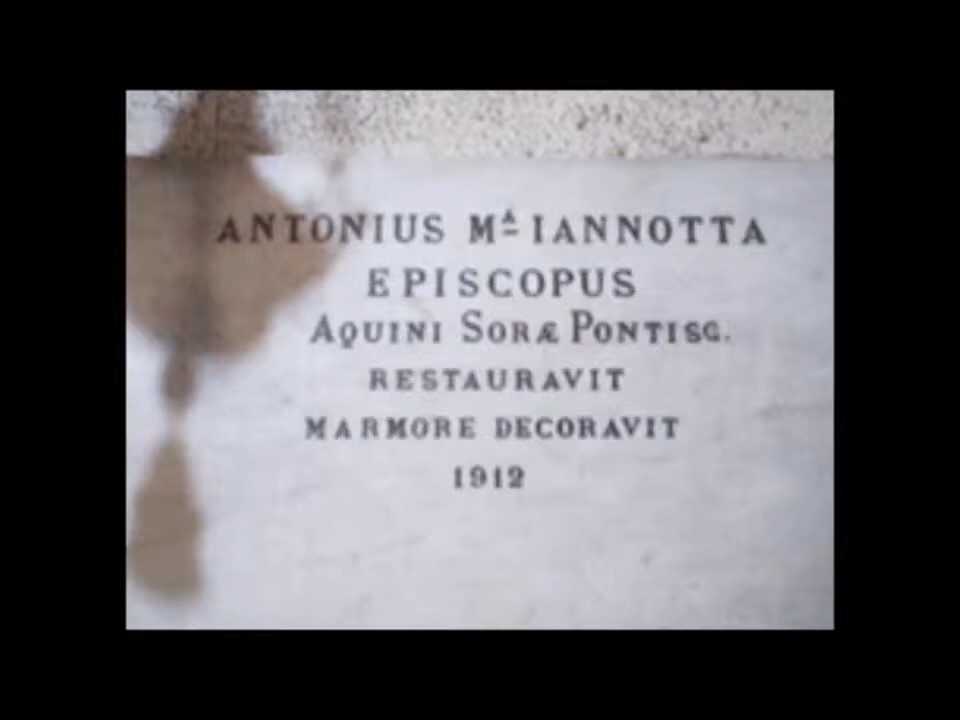 ANTONIUS Mᴬ IANNOTTA
EPISCOPUS
AQUINI SORÆ PONTISC.
RESTAURAVIT
MARMORE DECORAVIT
1912